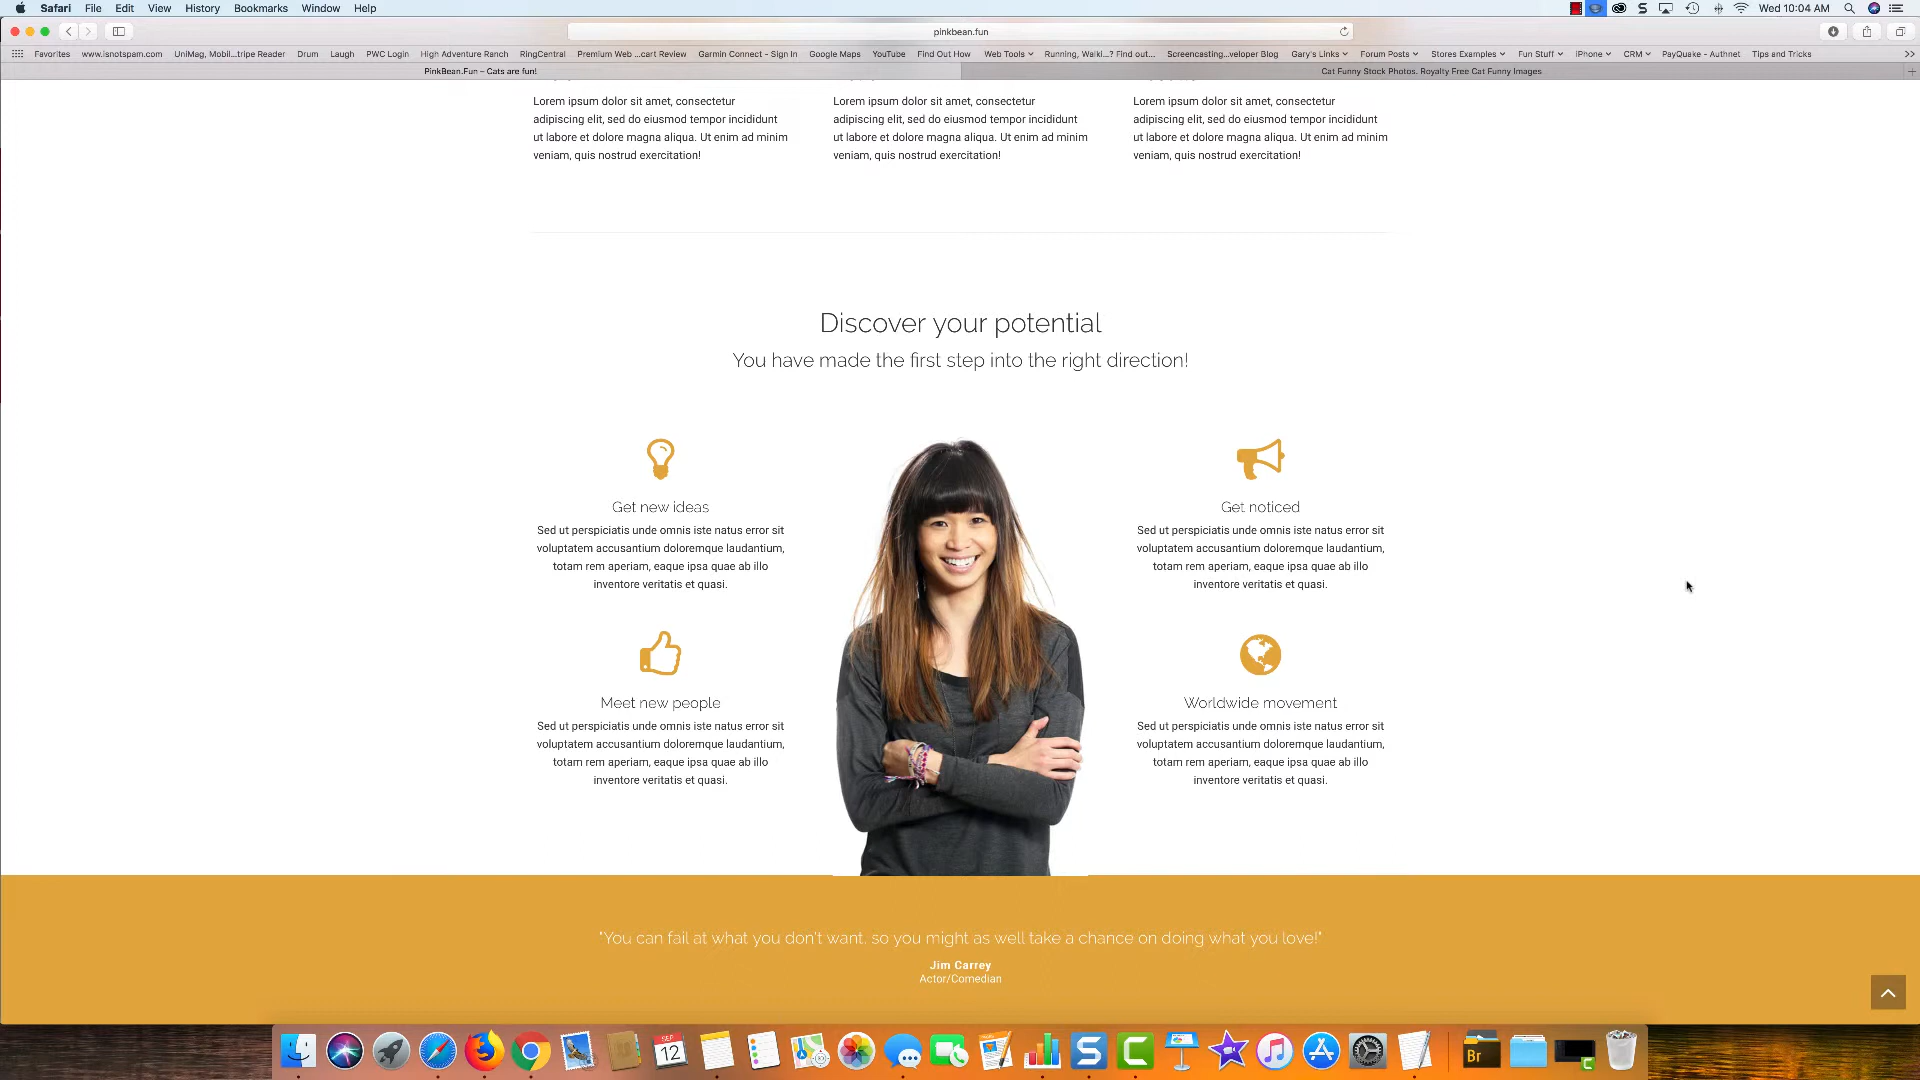 Safari File Edit View History Bookmarks Window Help Wed 10:04 AM
pinkbean.fun
Favorites www.isnotspam.com UniMag, Mobil...tripe Reader Drum Laugh PWC Login High Adventure Ranch RingCentral Premium Web ...cart Review Garmin Connect - Sign In Google Maps YouTube Find Out How Web Tools Running, Walki...? Find out... Screencasting...veloper Blog Gary's Links Forum Posts Stores Examples Fun Stuff iPhone CRM PayQuake - Authnet Tips and Tricks
PinkBean.Fun – Cats are fun! Cat Funny Stock Photos. Royalty Free Cat Funny Images
Lorem ipsum dolor sit amet, consectetur
adipiscing elit, sed do eiusmod tempor incididunt
ut labore et dolore magna aliqua. Ut enim ad minim
veniam, quis nostrud exercitation!
Lorem ipsum dolor sit amet, consectetur
adipiscing elit, sed do eiusmod tempor incididunt
ut labore et dolore magna aliqua. Ut enim ad minim
veniam, quis nostrud exercitation!
Lorem ipsum dolor sit amet, consectetur
adipiscing elit, sed do eiusmod tempor incididunt
ut labore et dolore magna aliqua. Ut enim ad minim
veniam, quis nostrud exercitation!
Discover your potential
You have made the first step into the right direction!
Get new ideas
Sed ut perspiciatis unde omnis iste natus error sit
voluptatem accusantium doloremque laudantium,
totam rem aperiam, eaque ipsa quae ab illo
inventore veritatis et quasi.
Get noticed
Sed ut perspiciatis unde omnis iste natus error sit
voluptatem accusantium doloremque laudantium,
totam rem aperiam, eaque ipsa quae ab illo
inventore veritatis et quasi.
Meet new people
Sed ut perspiciatis unde omnis iste natus error sit
voluptatem accusantium doloremque laudantium,
totam rem aperiam, eaque ipsa quae ab illo
inventore veritatis et quasi.
Worldwide movement
Sed ut perspiciatis unde omnis iste natus error sit
voluptatem accusantium doloremque laudantium,
totam rem aperiam, eaque ipsa quae ab illo
inventore veritatis et quasi.
"You can fail at what you don't want, so you might as well take a chance on doing what you love!"
Jim Carrey
Actor/Comedian
SEP
12
S
C
Br